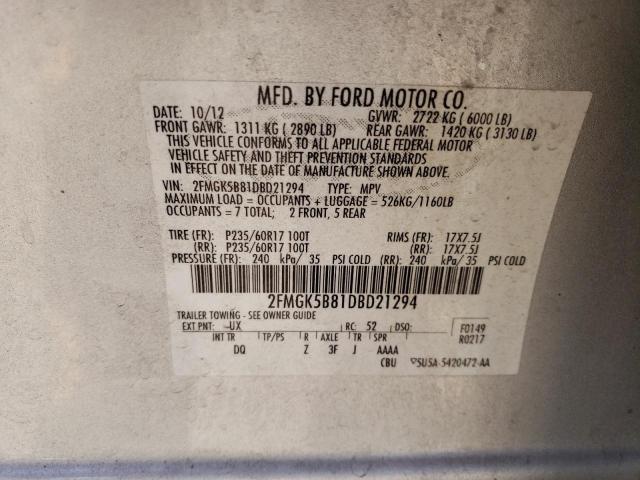 MFD. BY FORD MOTOR CO.
DATE: 10/12 GVWR: 2722 KG ( 6000 LB)
FRONT GAWR: 1311 KG ( 2890 LB) REAR GAWR: 1420 KG ( 3130 LB)
THIS VEHICLE CONFORMS TO ALL APPLICABLE FEDERAL MOTOR
VEHICLE SAFETY AND THEFT PREVENTION STANDARDS
IN EFFECT ON THE DATE OF MANUFACTURE SHOWN ABOVE.
VIN: 2FMGK5B81DBD21294 TYPE: MPV
MAXIMUM LOAD = OCCUPANTS + LUGGAGE = 526KG/1160LB
OCCUPANTS = 7 TOTAL; 2 FRONT, 5 REAR
TIRE (FR): P235/60R17 100T RIMS (FR): 17X7.5J
(RR): P235/60R17 100T (RR): 17X7.5J
PRESSURE (FR): 240 kPa/ 35 PSI COLD (RR): 240 kPa/ 35 PSI COLD
2FMGK5B81DBD21294
TRAILER TOWING - SEE OWNER GUIDE
EXT PNT: UX RC: 52 DSO: F0149
INT TR TP/PS R AXLE TR SPR R0217
DQ Z 3F J AAAA
CBU 5U5A-5420472-AA